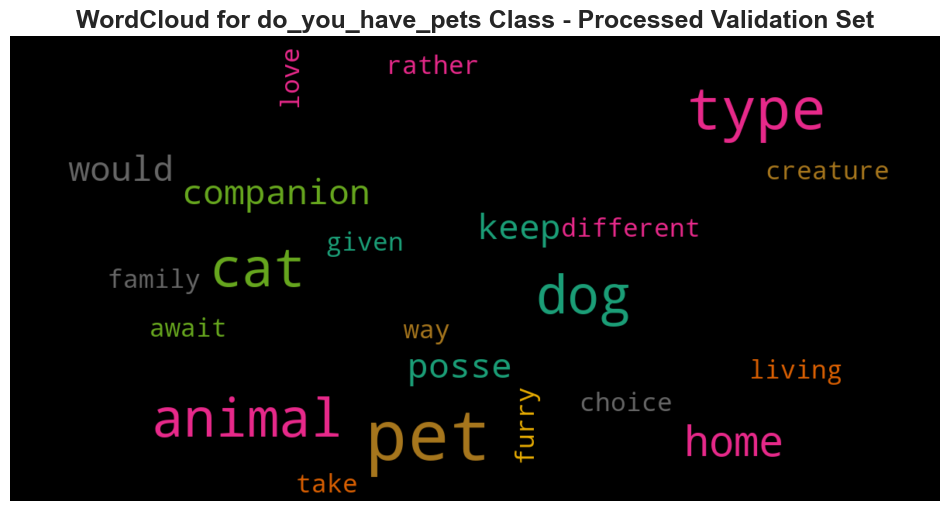 WordCloud for do_you_have_pets Class - Processed Validation Set
love
rather
type
would
creature
companion
keep
different
given
cat
family
dog
await
way
posse
living
furry
choice
animal
pet
home
take